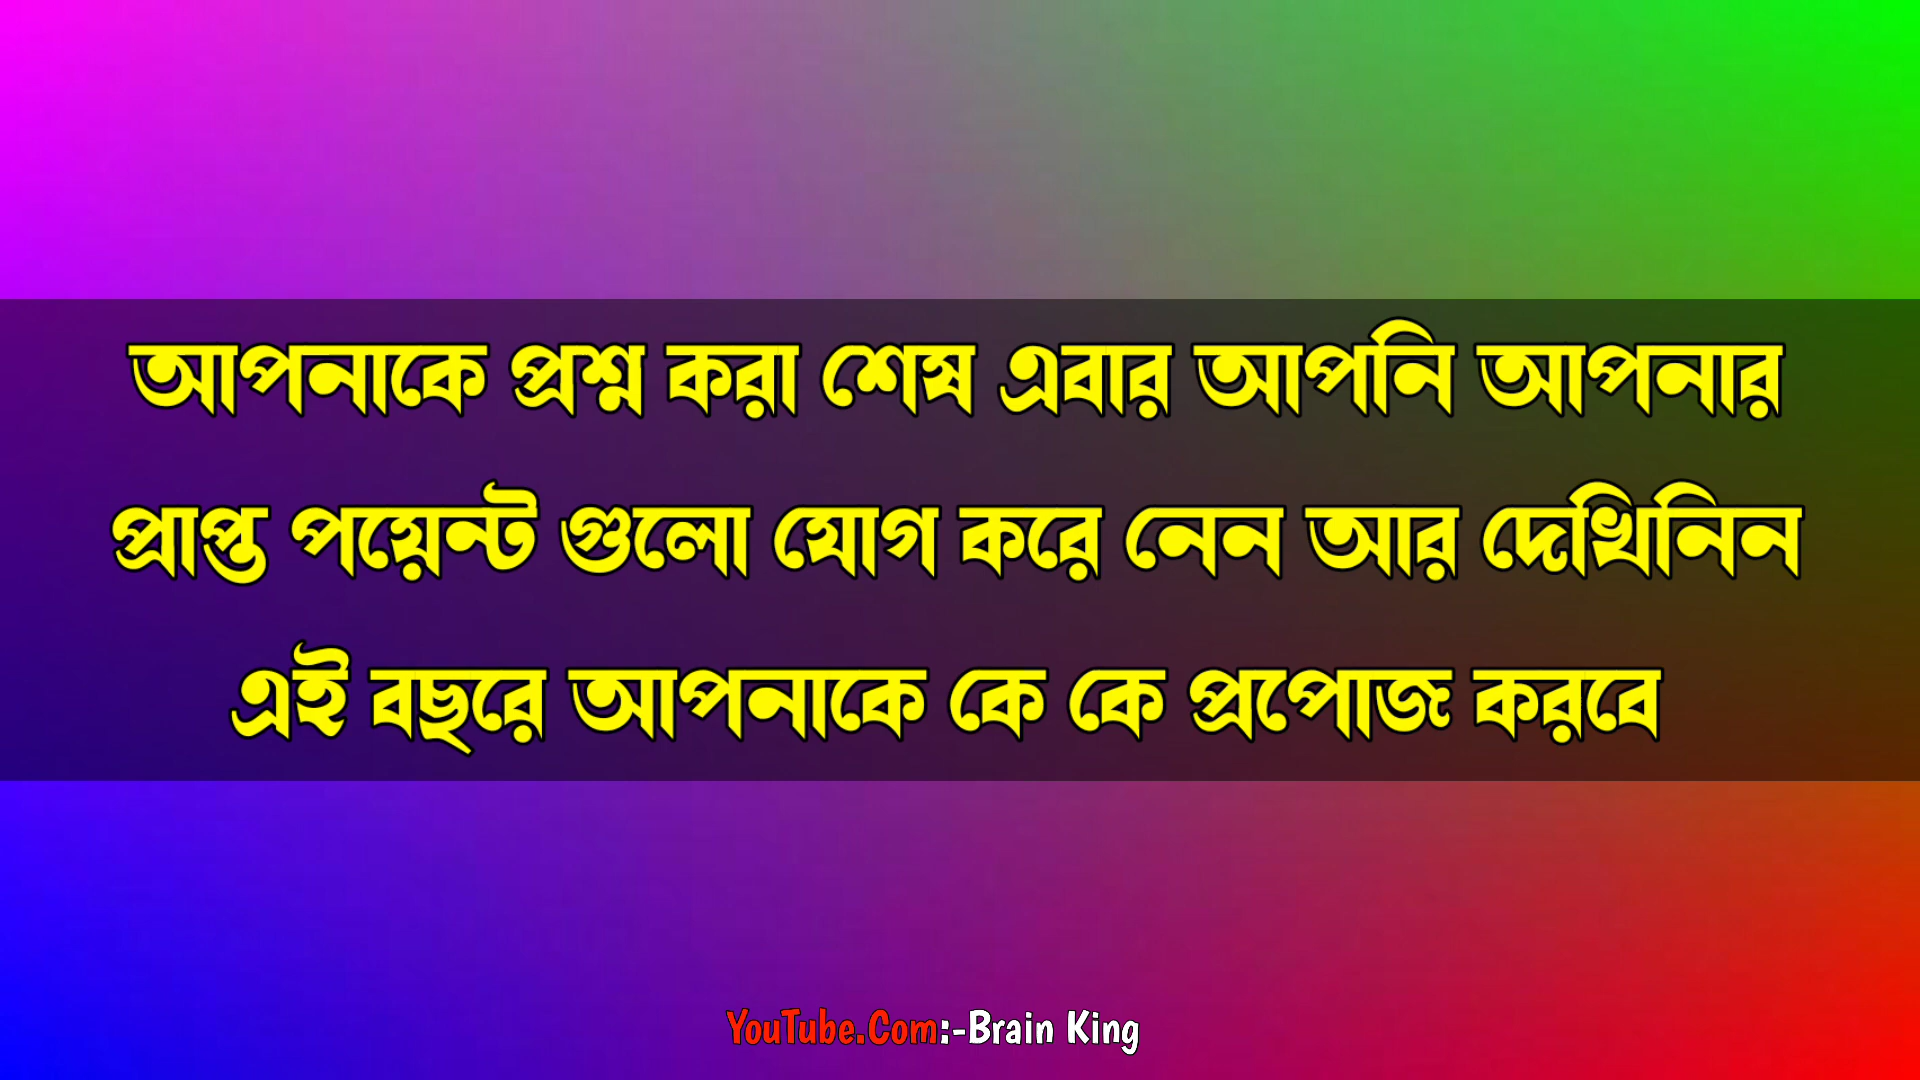 আপনাকে প্রশ্ন করা শেষ এবার আপনি আপনার
প্রাপ্ত পয়েন্ট গুলো যোগ করে নেন আর দেখিনিন
এই বছরে আপনাকে কে কে প্রপোজ করবে
YouTube.Com:-Brain King